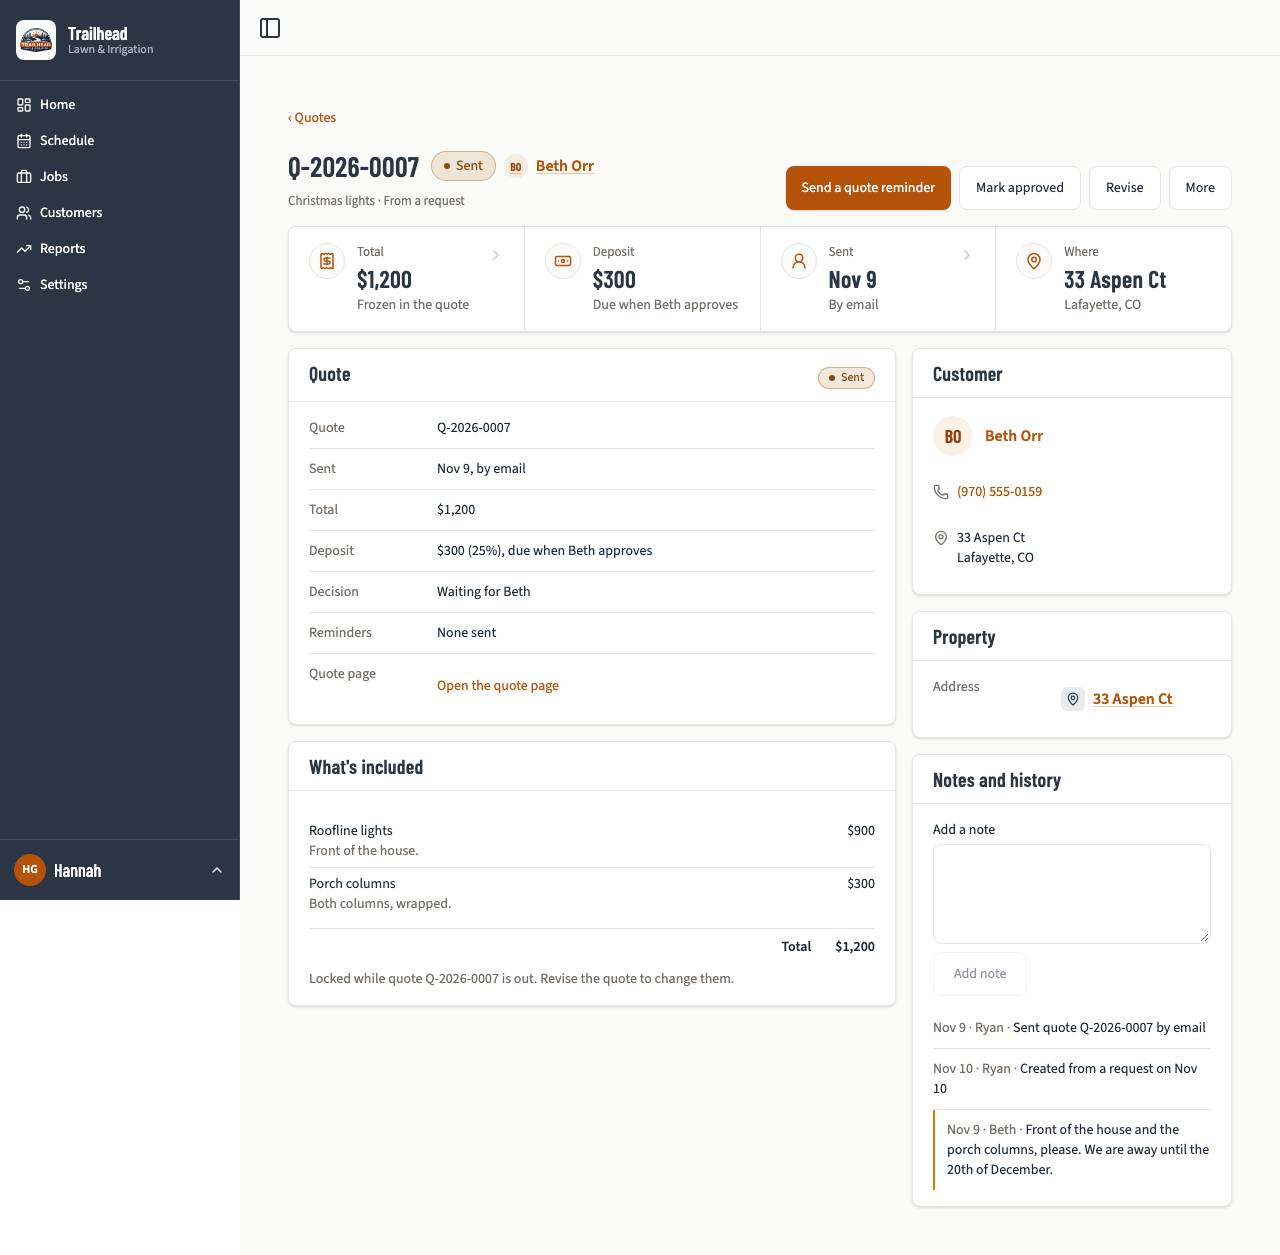 Trailhead
Lawn & Irrigation
Home
Schedule
Jobs
Customers
Reports
Settings
HG
Hannah
‹ Quotes
Q-2026-0007
Sent
BO
Beth Orr
Christmas lights · From a request
Send a quote reminder
Mark approved
Revise
More
Total
$1,200
Frozen in the quote
Deposit
$300
Due when Beth approves
Sent
Nov 9
By email
Where
33 Aspen Ct
Lafayette, CO
Quote
Sent
Quote Q-2026-0007
Sent Nov 9, by email
Total $1,200
Deposit $300 (25%), due when Beth approves
Decision Waiting for Beth
Reminders None sent
Quote page
Open the quote page
What's included
Roofline lights $900
Front of the house.
Porch columns $300
Both columns, wrapped.
Total $1,200
Locked while quote Q-2026-0007 is out. Revise the quote to change them.
Customer
BO
Beth Orr
(970) 555-0159
33 Aspen Ct
Lafayette, CO
Property
Address
33 Aspen Ct
Notes and history
Add a note
Add note
Nov 9 · Ryan · Sent quote Q-2026-0007 by email
Nov 10 · Ryan · Created from a request on Nov
10
Nov 9 · Beth · Front of the house and the
porch columns, please. We are away until the
20th of December.